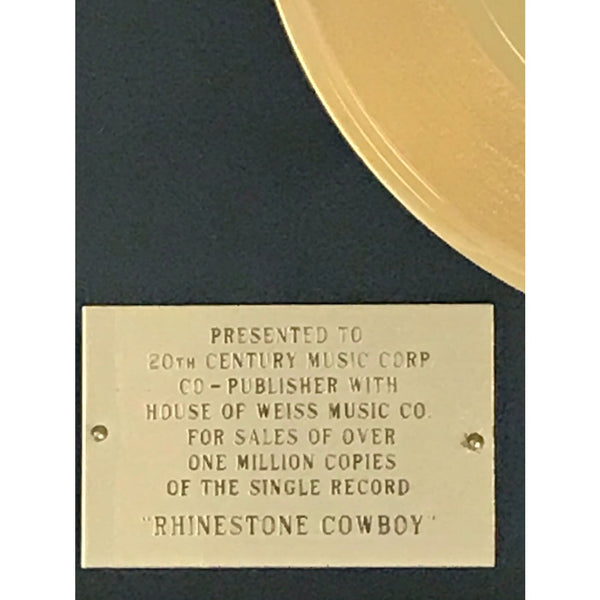 PRESENTED TO
20TH CENTURY MUSIC CORP
CO-PUBLISHER WITH
HOUSE OF WEISS MUSIC CO.
FOR SALES OF OVER
ONE MILLION COPIES
OF THE SINGLE RECORD
"RHINESTONE COWBOY"